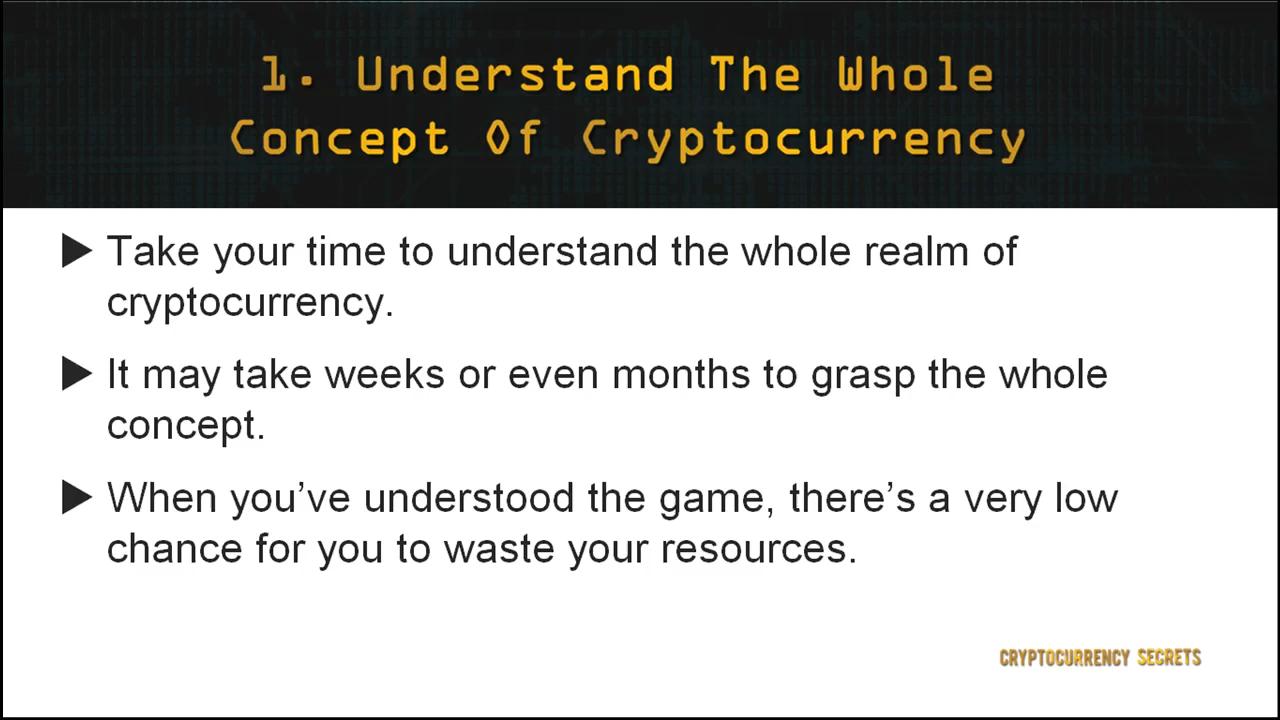 1. Understand The Whole
Concept Of Cryptocurrency
▶ Take your time to understand the whole realm of
cryptocurrency.
▶ It may take weeks or even months to grasp the whole
concept.
▶ When you’ve understood the game, there’s a very low
chance for you to waste your resources.
CRYPTOCURRENCY SECRETS